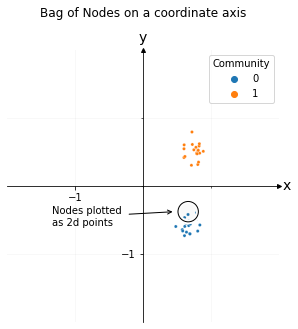 Bag of Nodes on a coordinate axis
y
Community
0
1
x
−1
Nodes plotted
as 2d points
−1